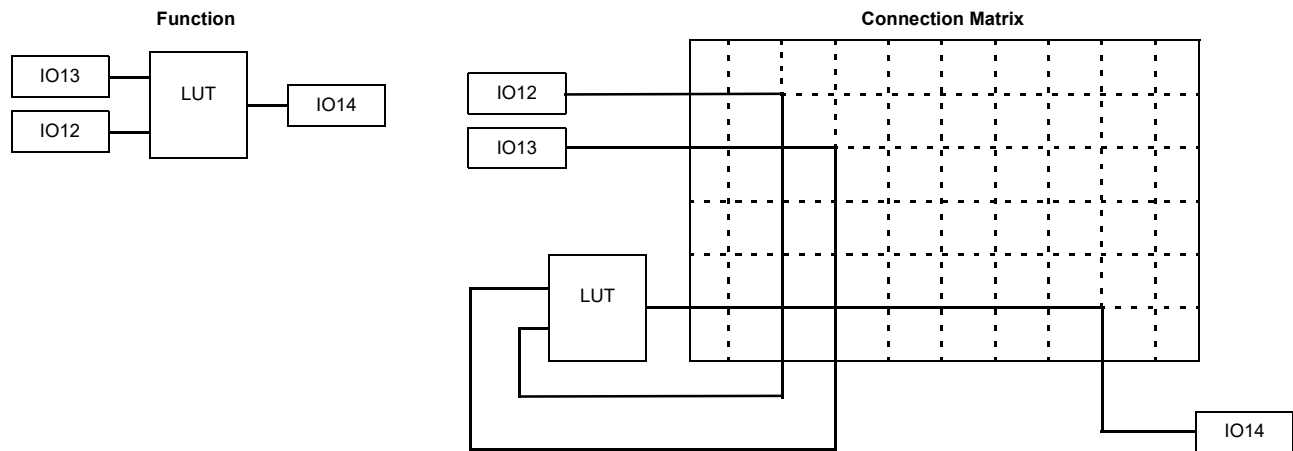 Function
IO13
IO12
LUT
IO14
Connection Matrix
IO12
IO13
LUT
IO14